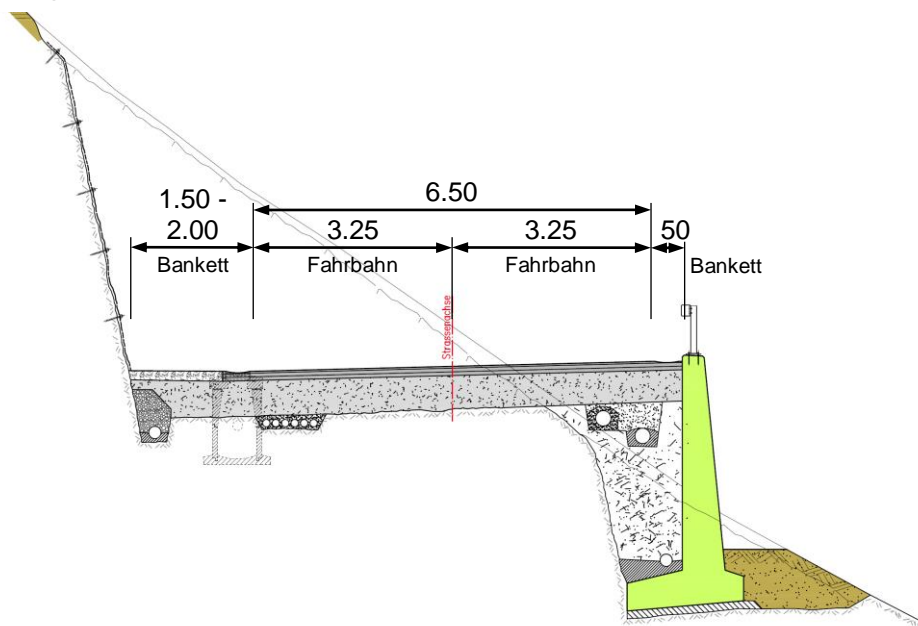 1.50 -
2.00
Bankett
6.50
3.25
Fahrbahn
3.25
Fahrbahn
50
Bankett
Strassenachse